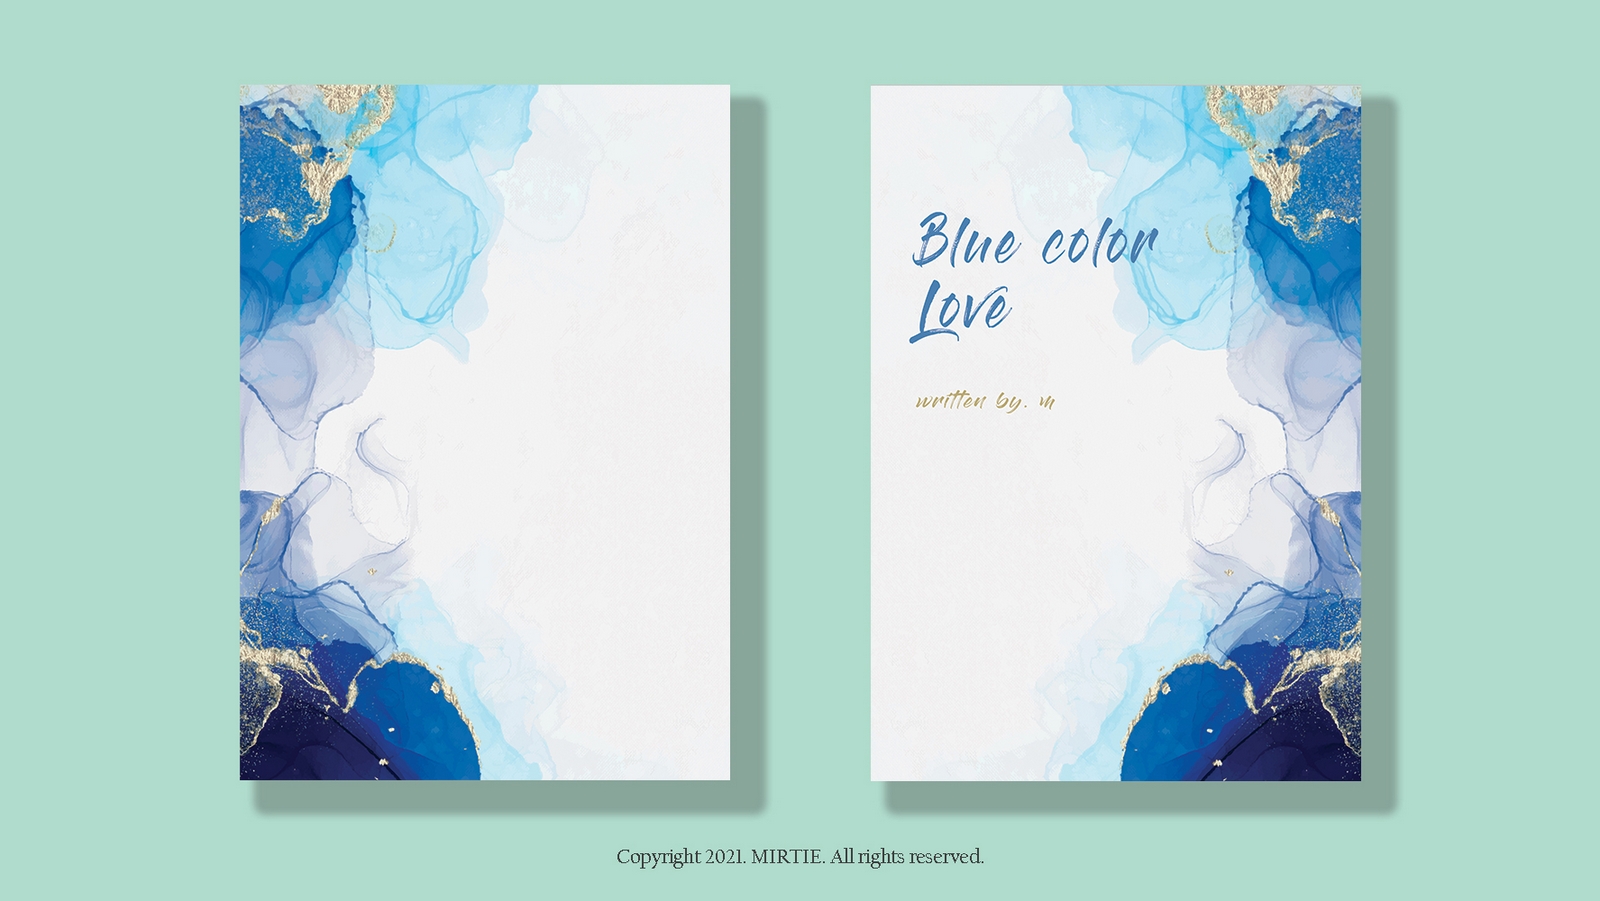 Blue color
Love
written by. m
Copyright 2021. MIRTIE. All rights reserved.